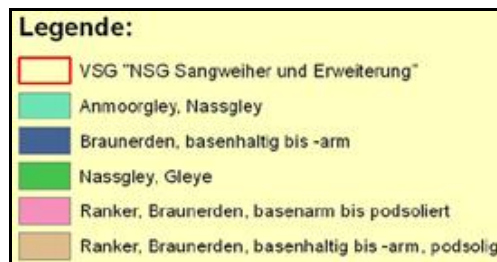 Legende:
VSG "NSG Sangweiher und Erweiterung"
Anmoorgley, Nassgley
Braunerden, basenhaltig bis -arm
Nassgley, Gleye
Ranker, Braunerden, basenarm bis podsoliert
Ranker, Braunerden, basenhaltig bis -arm, podsolig